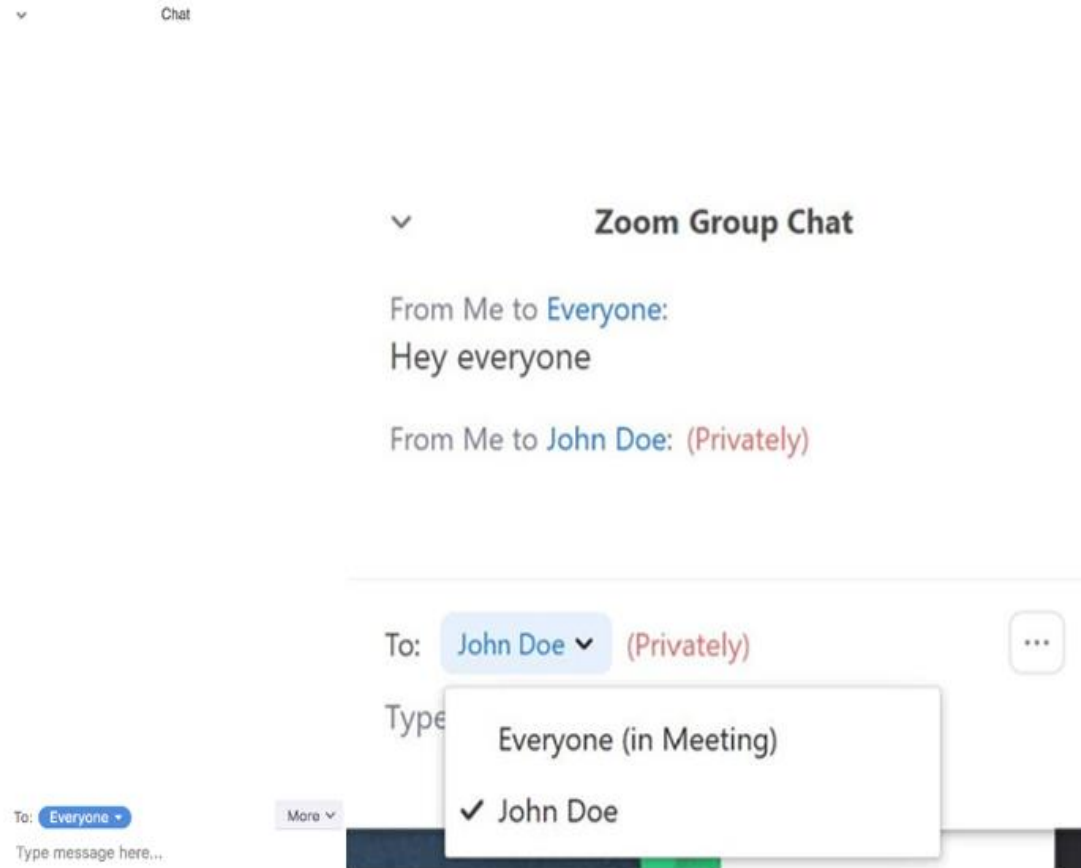 Chat
To: Everyone
More
Type message here...
Zoom Group Chat
From Me to Everyone:
Hey everyone
From Me to John Doe: (Privately)
To: John Doe (Privately)
...
Type
Everyone (in Meeting)
John Doe